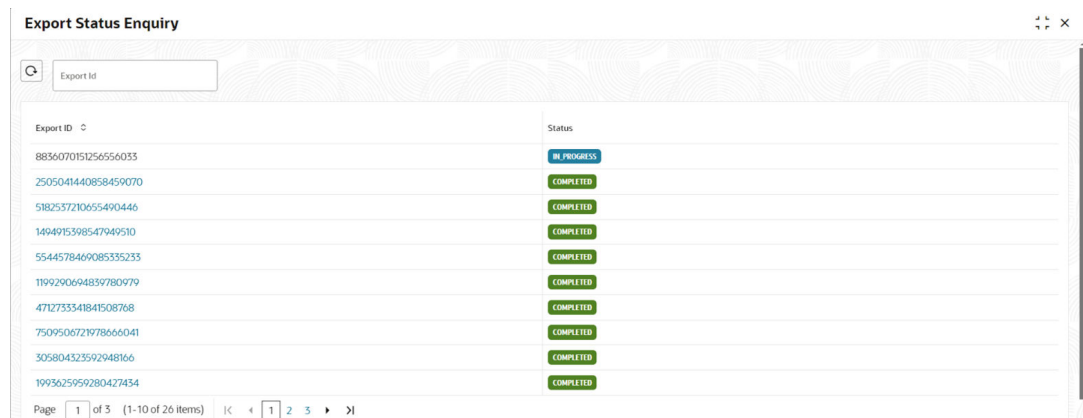 Export Status Enquiry
Export Id
Export ID Status
8836070151256556033 IN_PROGRESS
2505041440858459070 COMPLETED
5182537210655490446 COMPLETED
1494915398547949510 COMPLETED
5544578469085335233 COMPLETED
1199290694839780979 COMPLETED
4712733341841508768 COMPLETED
7509506721978666041 COMPLETED
305804323592948166 COMPLETED
1993625959280427434 COMPLETED
Page 1 of 3 (1-10 of 26 items) 1 2 3